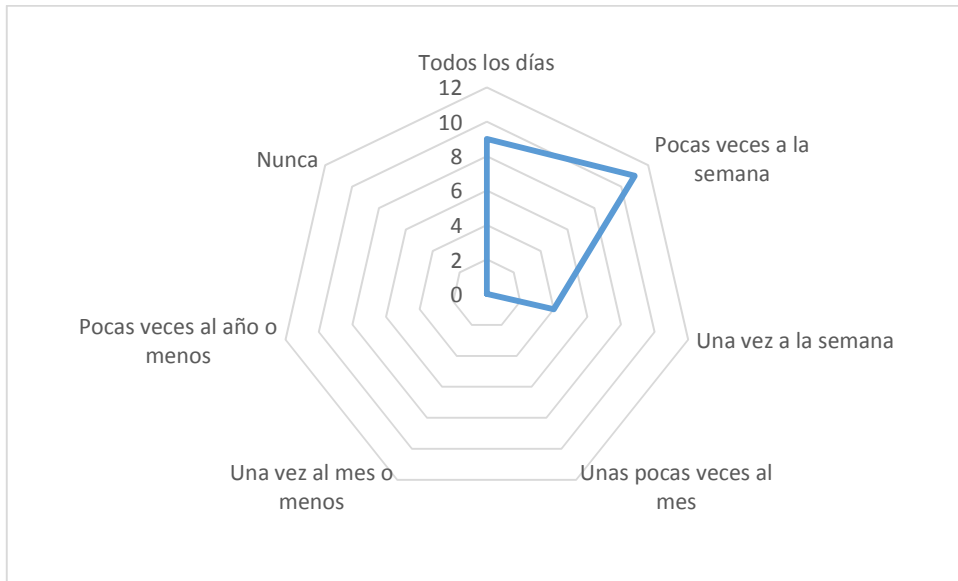 Todos los días
12
10
8
6
4
2
0
Pocas veces a la
semana
Una vez a la semana
Unas pocas veces al
mes
Una vez al mes o
menos
Pocas veces al año o
menos
Nunca